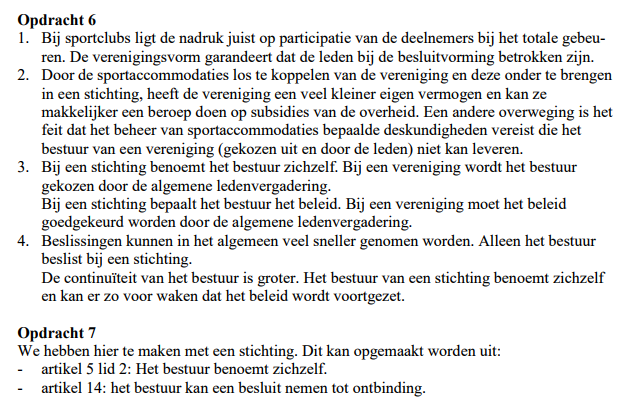 Opdracht 6
1. Bij sportclubs ligt de nadruk juist op participatie van de deelnemers bij het totale gebeu-
ren. De verenigingsvorm garandeert dat de leden bij de besluitvorming betrokken zijn.
2. Door de sportaccommodaties los te koppelen van de vereniging en deze onder te brengen
in een stichting, heeft de vereniging een veel kleiner eigen vermogen en kan ze
makkelijker een beroep doen op subsidies van de overheid. Een andere overweging is het
feit dat het beheer van sportaccommodaties bepaalde deskundigheden vereist die het
bestuur van een vereniging (gekozen uit en door de leden) niet kan leveren.
3. Bij een stichting benoemt het bestuur zichzelf. Bij een vereniging wordt het bestuur
gekozen door de algemene ledenvergadering.
Bij een stichting bepaalt het bestuur het beleid. Bij een vereniging moet het beleid
goedgekeurd worden door de algemene ledenvergadering.
4. Beslissingen kunnen in het algemeen veel sneller genomen worden. Alleen het bestuur
beslist bij een stichting.
De continuïteit van het bestuur is groter. Het bestuur van een stichting benoemt zichzelf
en kan er zo voor waken dat het beleid wordt voortgezet.
Opdracht 7
We hebben hier te maken met een stichting. Dit kan opgemaakt worden uit:
- artikel 5 lid 2: Het bestuur benoemt zichzelf.
- artikel 14: het bestuur kan een besluit nemen tot ontbinding.